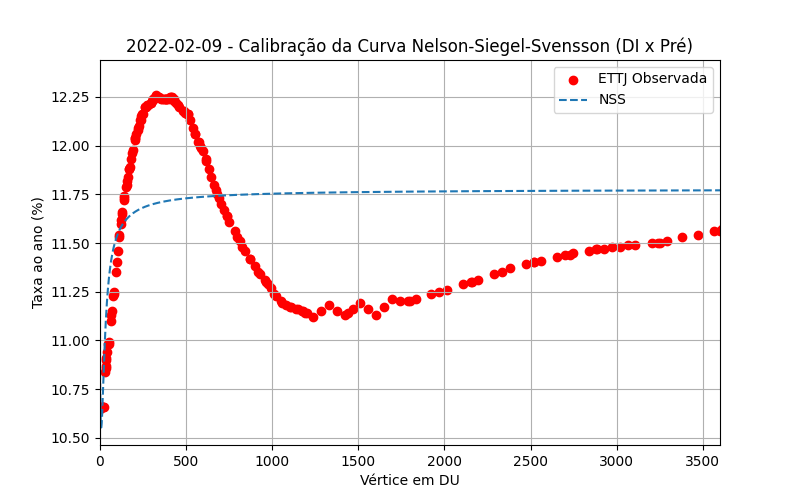 2022-02-09 - Calibração da Curva Nelson-Siegel-Svensson (DI x Pré)
ETTJ Observada
NSS
Taxa ao ano (%)
12.25
12.00
11.75
11.50
11.25
11.00
10.75
10.50
0 500 1000 1500 2000 2500 3000 3500
Vértice em DU